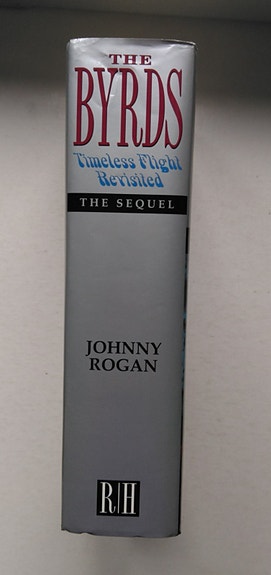 THE
BYRDS
Timeless Flight
Revisited
THE SEQUEL
JOHNNY
ROGAN
R|H